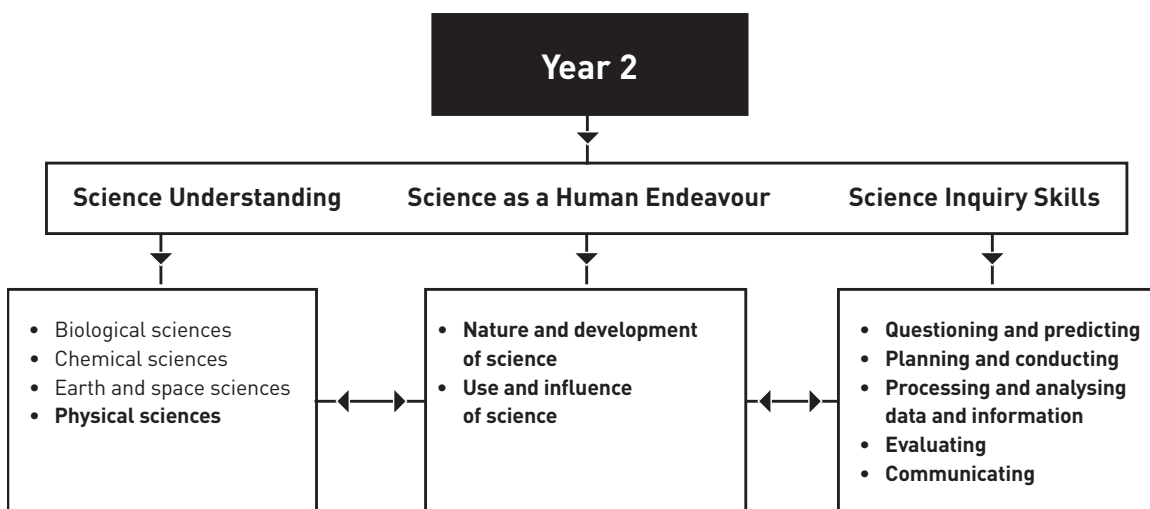 Year 2
Science Understanding
Science as a Human Endeavour
Science Inquiry Skills
• Biological sciences
• Chemical sciences
• Earth and space sciences
• Physical sciences
• Nature and development
of science
• Use and influence
of science
• Questioning and predicting
• Planning and conducting
• Processing and analysing
data and information
• Evaluating
• Communicating